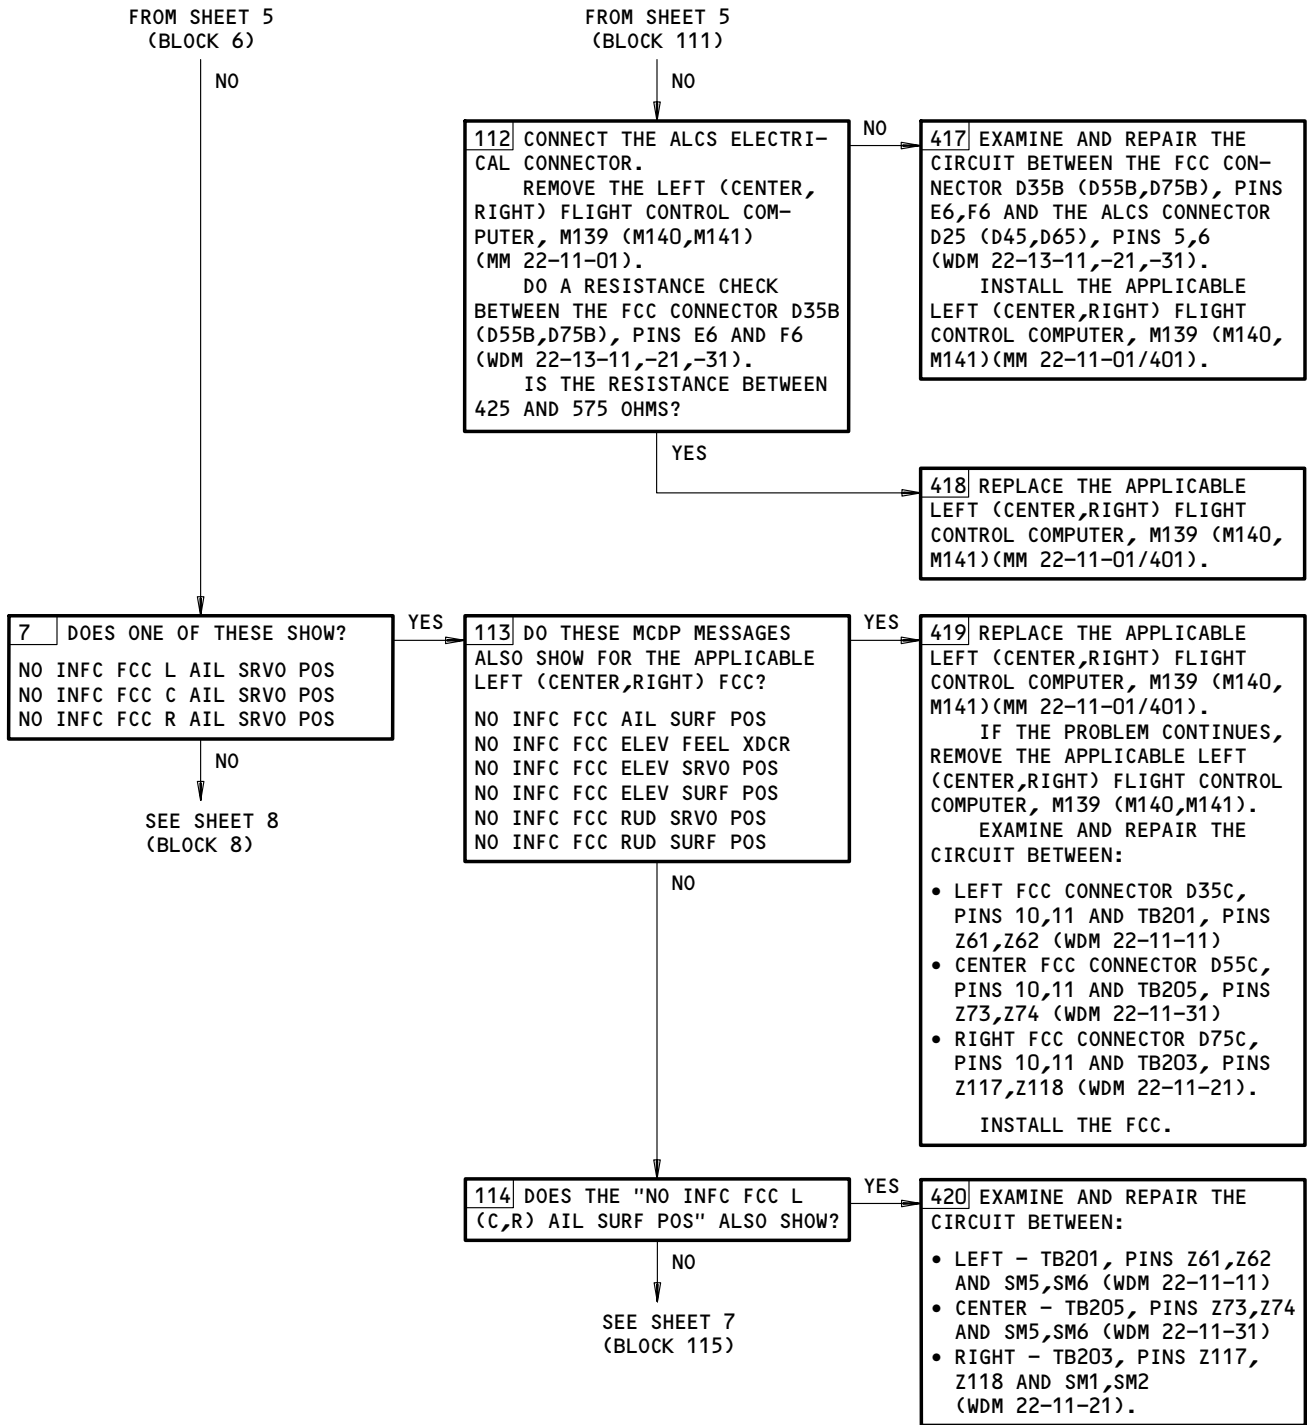 FROM SHEET 5
(BLOCK 6)
NO
FROM SHEET 5
(BLOCK 111)
NO
112 CONNECT THE ALCS ELECTRI-
CAL CONNECTOR.
REMOVE THE LEFT (CENTER,
RIGHT) FLIGHT CONTROL COM-
PUTER, M139 (M140,M141)
(MM 22-11-01).
DO A RESISTANCE CHECK
BETWEEN THE FCC CONNECTOR D35B
(D55B,D75B), PINS E6 AND F6
(WDM 22-13-11,-21,-31).
IS THE RESISTANCE BETWEEN
425 AND 575 OHMS?
NO
417 EXAMINE AND REPAIR THE
CIRCUIT BETWEEN THE FCC CON-
NECTOR D35B (D55B,D75B), PINS
E6,F6 AND THE ALCS CONNECTOR
D25 (D45,D65), PINS 5,6
(WDM 22-13-11,-21,-31).
INSTALL THE APPLICABLE
LEFT (CENTER,RIGHT) FLIGHT
CONTROL COMPUTER, M139 (M140,
M141)(MM 22-11-01/401).
YES
418 REPLACE THE APPLICABLE
LEFT (CENTER,RIGHT) FLIGHT
CONTROL COMPUTER, M139 (M140,
M141)(MM 22-11-01/401).
7 DOES ONE OF THESE SHOW?
NO INFC FCC L AIL SRVO POS
NO INFC FCC C AIL SRVO POS
NO INFC FCC R AIL SRVO POS
NO
SEE SHEET 8
(BLOCK 8)
YES
113 DO THESE MCDP MESSAGES
ALSO SHOW FOR THE APPLICABLE
LEFT (CENTER,RIGHT) FCC?
NO INFC FCC AIL SURF POS
NO INFC FCC ELEV FEEL XDCR
NO INFC FCC ELEV SRVO POS
NO INFC FCC ELEV SURF POS
NO INFC FCC RUD SRVO POS
NO INFC FCC RUD SURF POS
YES
419 REPLACE THE APPLICABLE
LEFT (CENTER,RIGHT) FLIGHT
CONTROL COMPUTER, M139 (M140,
M141)(MM 22-11-01/401).
IF THE PROBLEM CONTINUES,
REMOVE THE APPLICABLE LEFT
(CENTER,RIGHT) FLIGHT CONTROL
COMPUTER, M139 (M140,M141).
EXAMINE AND REPAIR THE
CIRCUIT BETWEEN:
• LEFT FCC CONNECTOR D35C,
PINS 10,11 AND TB201, PINS
Z61,Z62 (WDM 22-11-11)
• CENTER FCC CONNECTOR D55C,
PINS 10,11 AND TB205, PINS
Z73,Z74 (WDM 22-11-31)
• RIGHT FCC CONNECTOR D75C,
PINS 10,11 AND TB203, PINS
Z117,Z118 (WDM 22-11-21).
INSTALL THE FCC.
NO
114 DOES THE "NO INFC FCC L
(C,R) AIL SURF POS" ALSO SHOW?
NO
SEE SHEET 7
(BLOCK 115)
YES
420 EXAMINE AND REPAIR THE
CIRCUIT BETWEEN:
• LEFT - TB201, PINS Z61,Z62
AND SM5,SM6 (WDM 22-11-11)
• CENTER - TB205, PINS Z73,Z74
AND SM5,SM6 (WDM 22-11-31)
• RIGHT - TB203, PINS Z117,
Z118 AND SM1,SM2
(WDM 22-11-21).